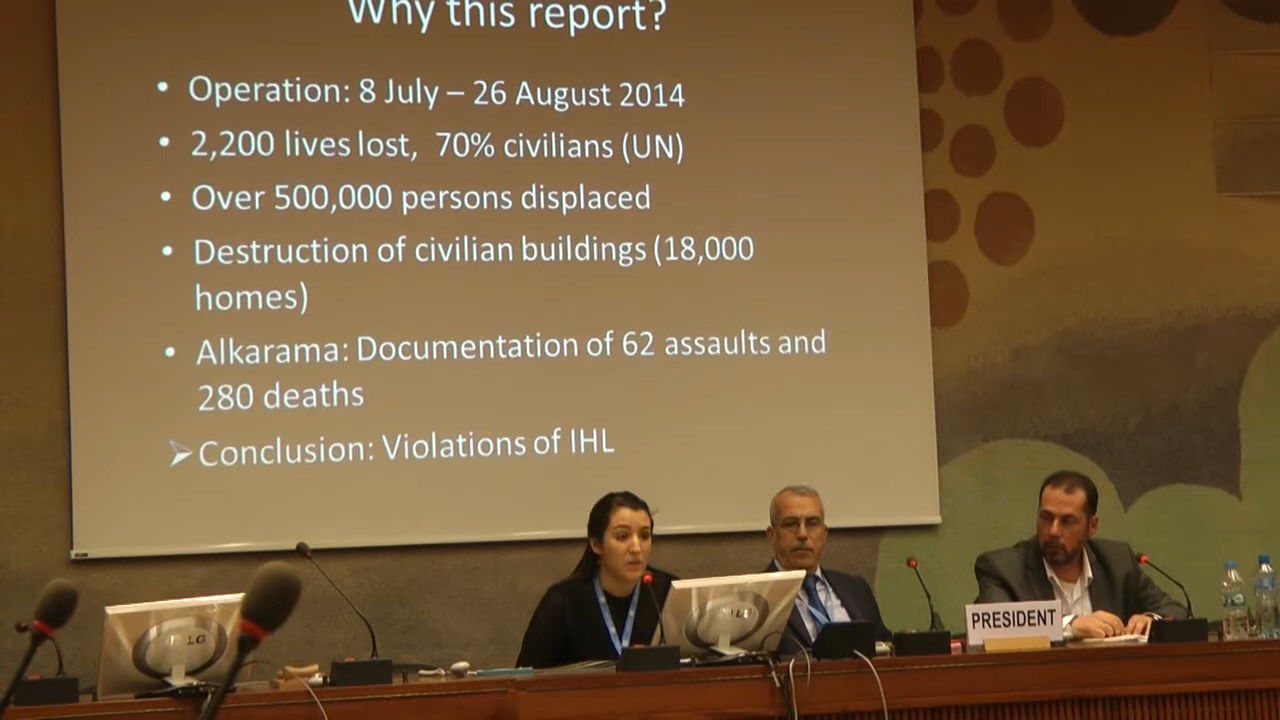 Why this report?
• Operation: 8 July – 26 August 2014
• 2,200 lives lost, 70% civilians (UN)
• Over 500,000 persons displaced
• Destruction of civilian buildings (18,000
homes)
• Alkarama: Documentation of 62 assaults and
280 deaths
➢ Conclusion: Violations of IHL
PRESIDENT
LG